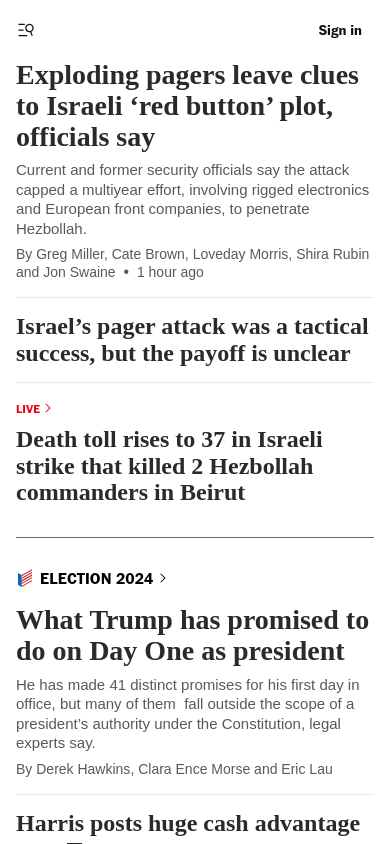 Sign in
Exploding pagers leave clues
to Israeli ‘red button’ plot,
officials say
Current and former security officials say the attack
capped a multiyear effort, involving rigged electronics
and European front companies, to penetrate
Hezbollah.
By Greg Miller, Cate Brown, Loveday Morris, Shira Rubin
and Jon Swaine • 1 hour ago
Israel’s pager attack was a tactical
success, but the payoff is unclear
LIVE
Death toll rises to 37 in Israeli
strike that killed 2 Hezbollah
commanders in Beirut
ELECTION 2024
What Trump has promised to
do on Day One as president
He has made 41 distinct promises for his first day in
office, but many of them fall outside the scope of a
president’s authority under the Constitution, legal
experts say.
By Derek Hawkins, Clara Ence Morse and Eric Lau
Harris posts huge cash advantage